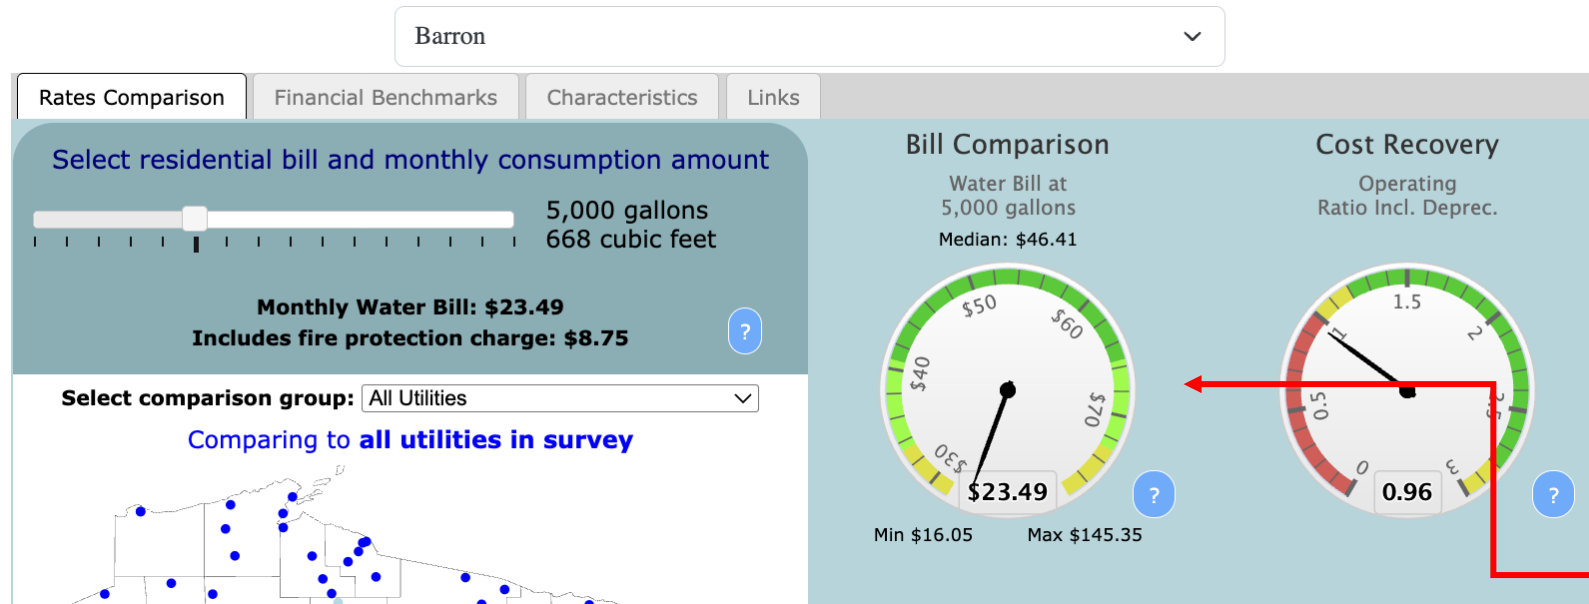 Barron
Rates Comparison
Financial Benchmarks
Characteristics
Links
Select residential bill and monthly consumption amount
5,000 gallons
668 cubic feet
Monthly Water Bill: $23.49
Includes fire protection charge: $8.75
?
Select comparison group: All Utilities
Comparing to all utilities in survey
Bill Comparison
Water Bill at
5,000 gallons
Median: $46.41
$30
$40
$50
$60
$70
$23.49
?
Min $16.05
Max $145.35
Cost Recovery
Operating
Ratio Incl. Deprec.
0
0.5
1
1.5
2
2.5
3
0.96
?